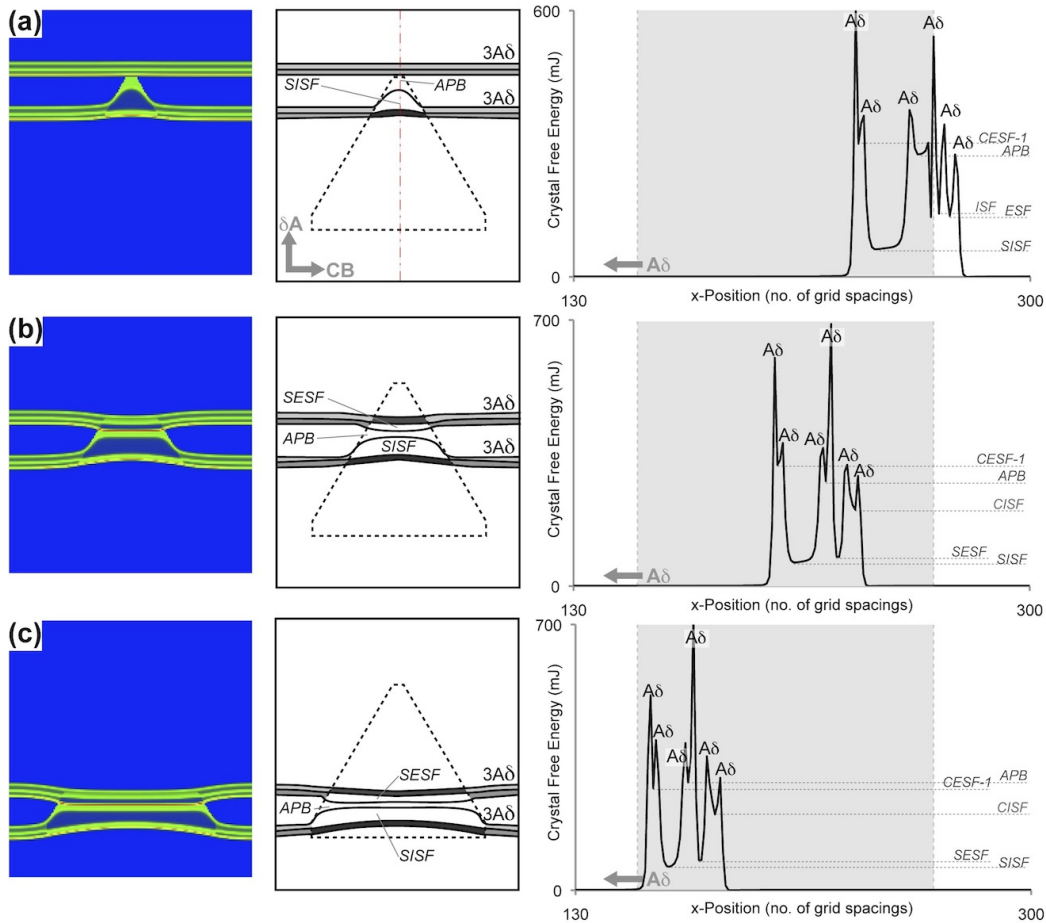 (a)
3Aδ
SISF
APB
3Aδ
δA
CB
600
Crystal Free Energy (mJ)
0
Aδ
Aδ
Aδ
Aδ
Aδ
Aδ
CESF-1
APB
ISF
ESF
SISF
Aδ
130
x-Position (no. of grid spacings)
300
(b)
SESF
3Aδ
APB
SISF
3Aδ
700
Crystal Free Energy (mJ)
0
Aδ
Aδ
Aδ
Aδ
Aδ
Aδ
CESF-1
APB
CISF
SESF
SISF
Aδ
130
x-Position (no. of grid spacings)
300
(c)
SESF
3Aδ
APB
3Aδ
SISF
700
Crystal Free Energy (mJ)
0
Aδ
Aδ
Aδ
Aδ
Aδ
Aδ
APB
CESF-1
CISF
SESF
SISF
Aδ
130
x-Position (no. of grid spacings)
300